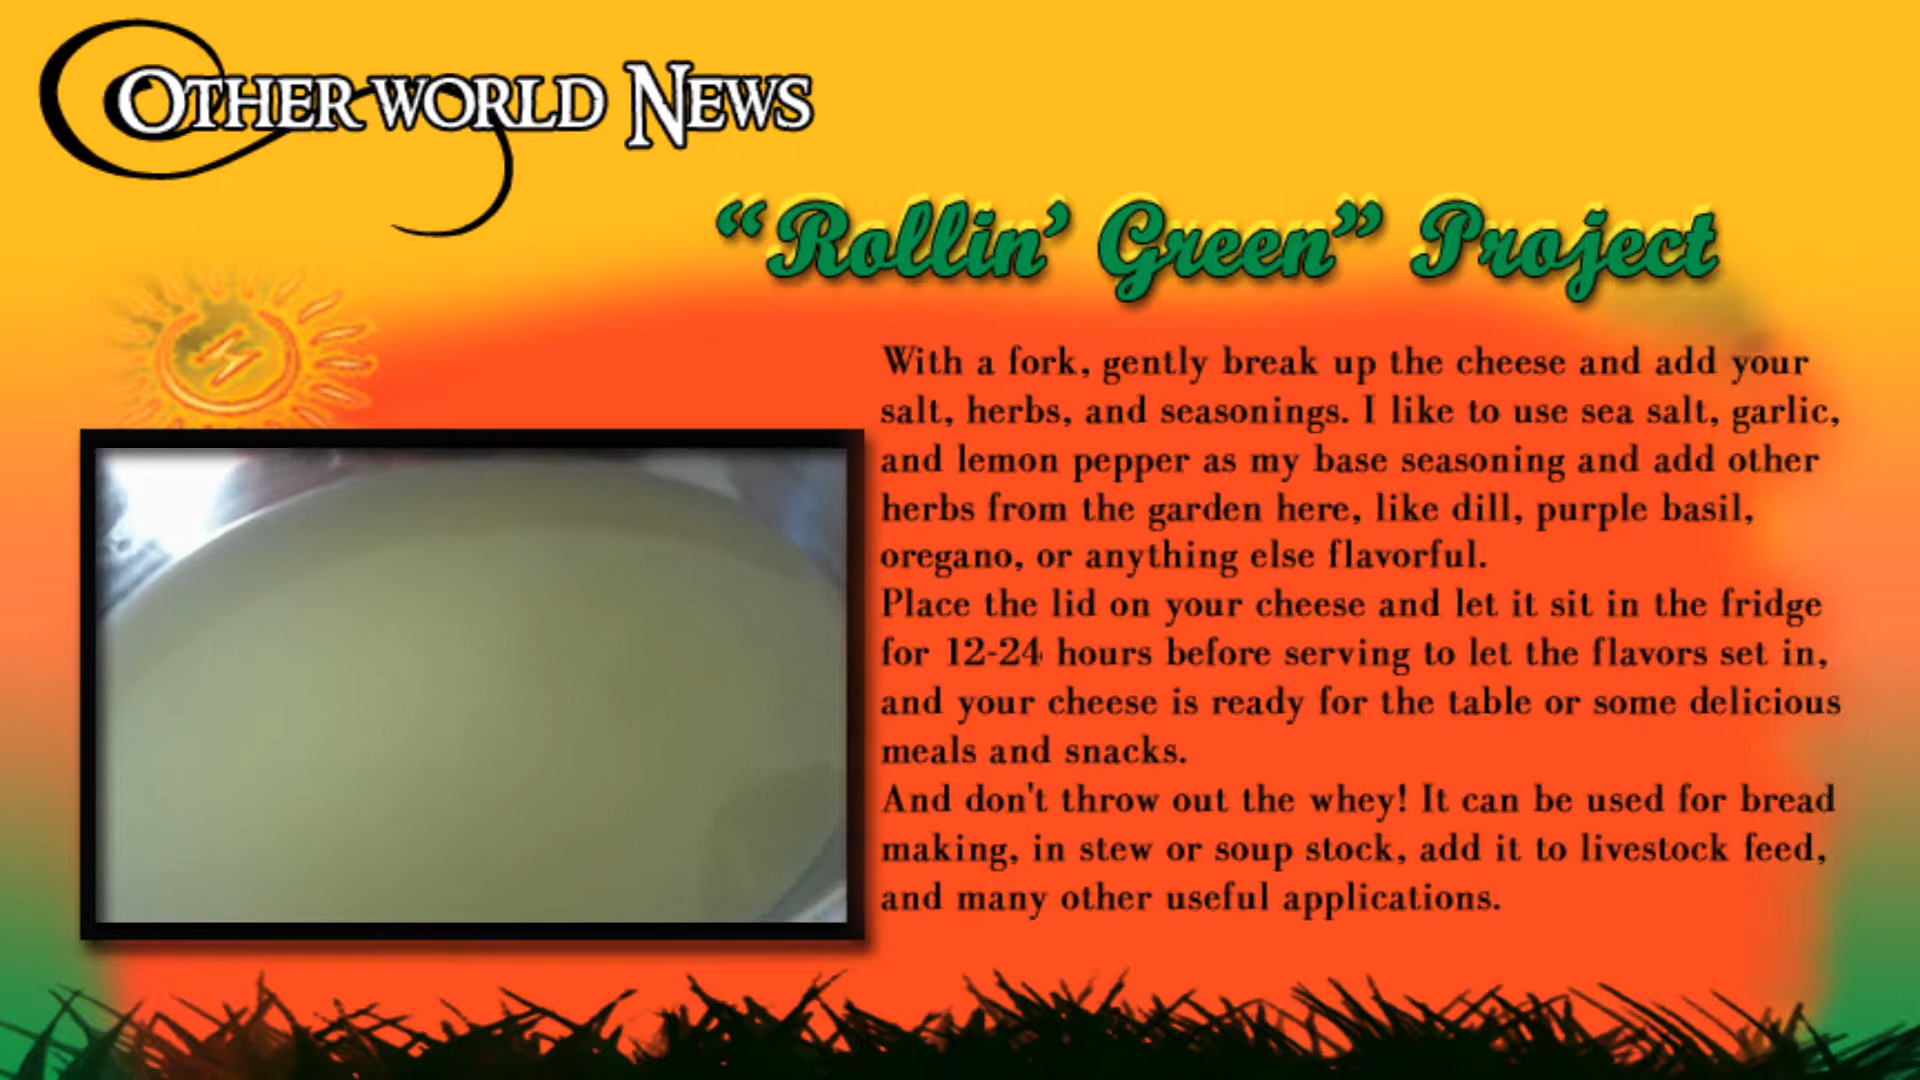 OTHER WORLD NEWS
“Rollin’ Green” Project
With a fork, gently break up the cheese and add your
salt, herbs, and seasonings. I like to use sea salt, garlic,
and lemon pepper as my base seasoning and add other
herbs from the garden here, like dill, purple basil,
oregano, or anything else flavorful.
Place the lid on your cheese and let it sit in the fridge
for 12-24 hours before serving to let the flavors set in,
and your cheese is ready for the table or some delicious
meals and snacks.
And don't throw out the whey! It can be used for bread
making, in stew or soup stock, add it to livestock feed,
and many other useful applications.